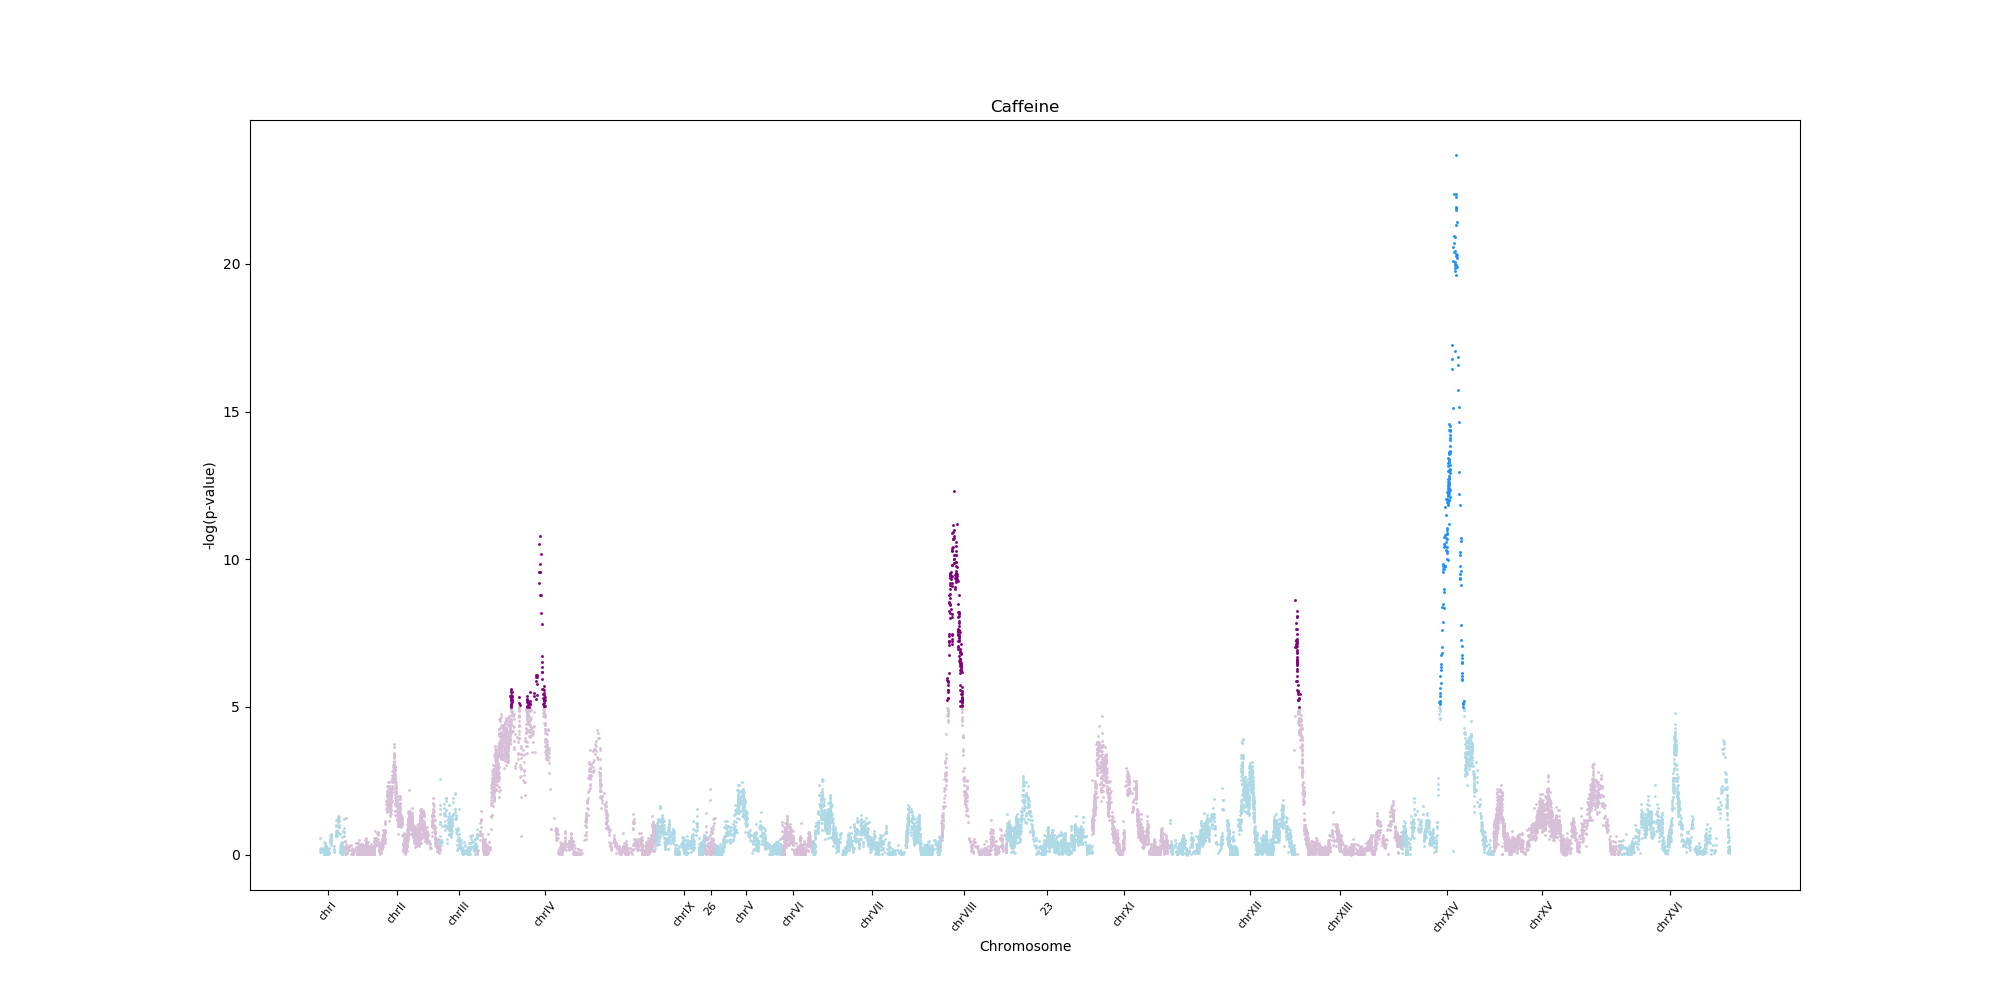 Caffeine
-log(p-value)
20
15
10
5
0
chrI
chrII
chrIII
chrIV
chrIX
26
chrV
chrVI
chrVII
chrVIII
23
chrXI
chrXII
chrXIII
chrXIV
chrXV
chrXVI
Chromosome